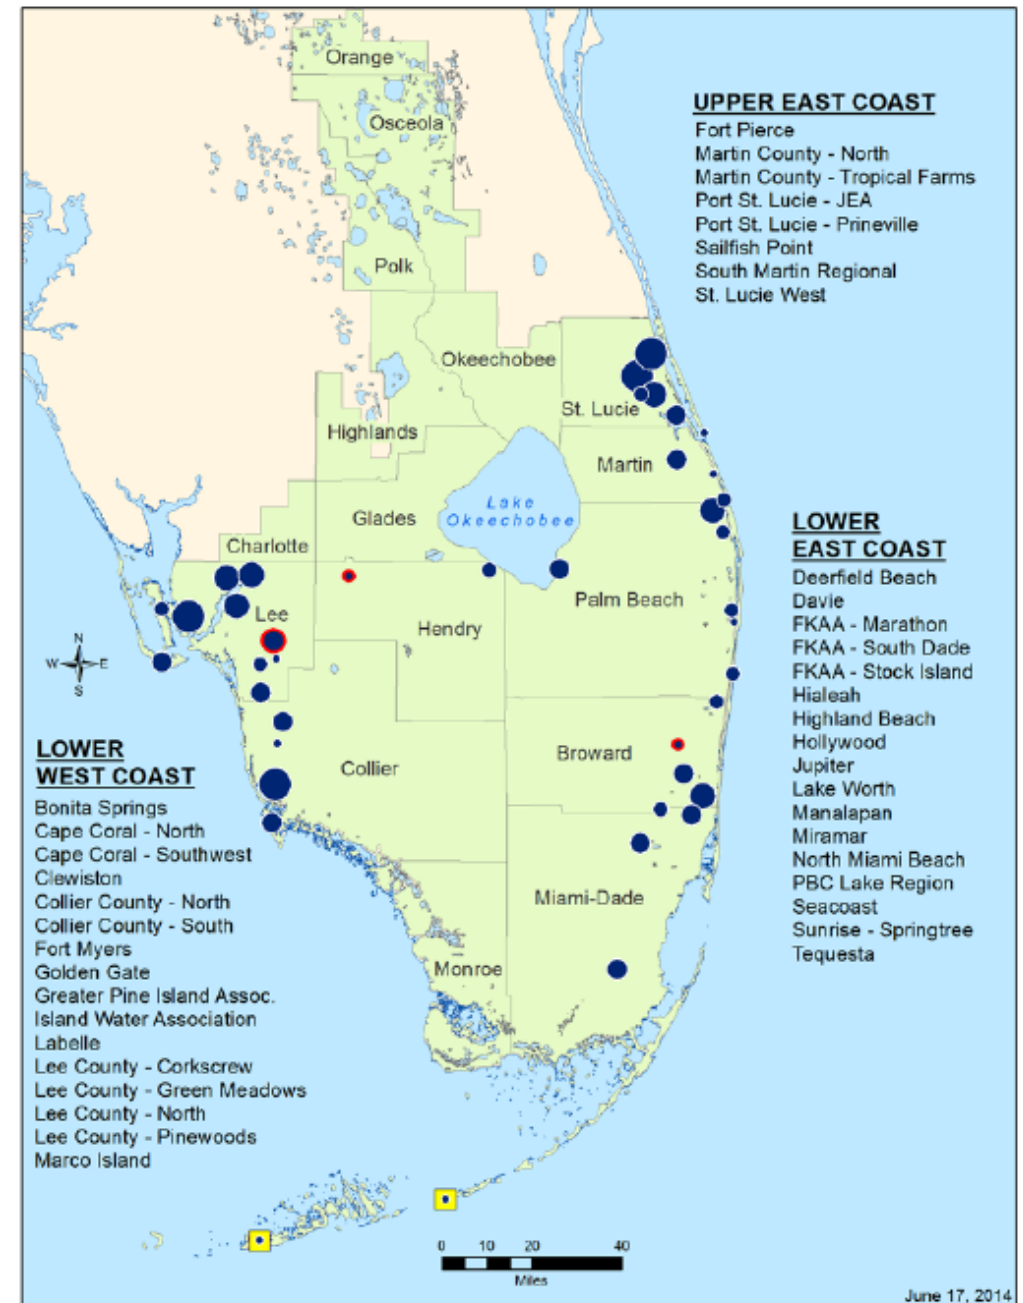 Orange
Osceola
Polk
Okeechobee
St. Lucie
Highlands
Martin
Lake
Okeechobee
Glades
Charlotte
Palm Beach
Lee
Hendry
Broward
Collier
Miami-Dade
Monroe
UPPER EAST COAST
Fort Pierce
Martin County - North
Martin County - Tropical Farms
Port St. Lucie - JEA
Port St. Lucie - Prineville
Sailfish Point
South Martin Regional
St. Lucie West
LOWER
EAST COAST
Deerfield Beach
Davie
FKAA - Marathon
FKAA - South Dade
FKAA - Stock Island
Hialeah
Highland Beach
Hollywood
Jupiter
Lake Worth
Manalapan
Miramar
North Miami Beach
PBC Lake Region
Seacoast
Sunrise - Springtree
Tequesta
N
W E
S
LOWER
WEST COAST
Bonita Springs
Cape Coral - North
Cape Coral - Southwest
Clewiston
Collier County - North
Collier County - South
Fort Myers
Golden Gate
Greater Pine Island Assoc.
Island Water Association
Labelle
Lee County - Corkscrew
Lee County - Green Meadows
Lee County - North
Lee County - Pinewoods
Marco Island
0 10 20 40
Miles
June 17, 2014